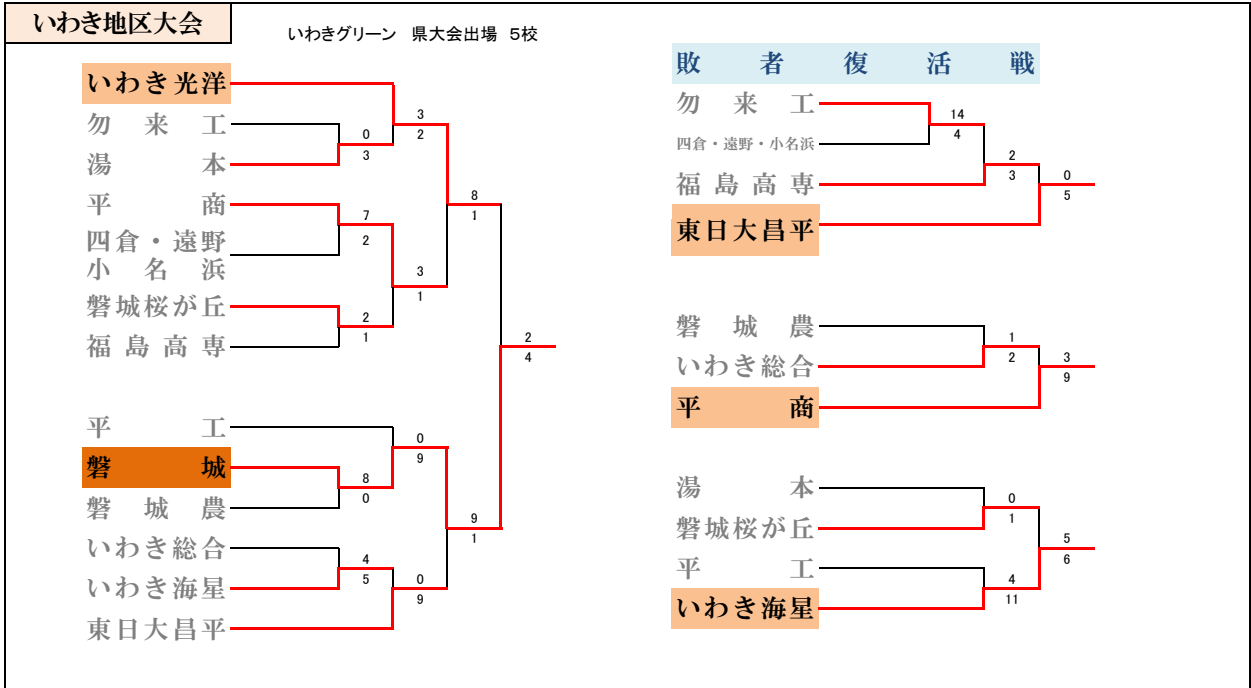 いわき地区大会
いわきグリーン 県大会出場 5校
いわき光洋
勿来工
湯本
平商
四倉・遠野
小名浜
磐城桜が丘
福島高専
平工
磐城
磐城農
いわき総合
いわき海星
東日大昌平
0
3
3
2
7
2
2
1
3
1
8
1
8
0
0
9
4
5
0
9
9
1
2
4
敗者復活戦
勿来工
四倉・遠野・小名浜
福島高専
東日大昌平
14
4
2
3
0
5
磐城農
いわき総合
平商
1
2
3
9
湯本
磐城桜が丘
平工
いわき海星
0
1
4
11
5
6